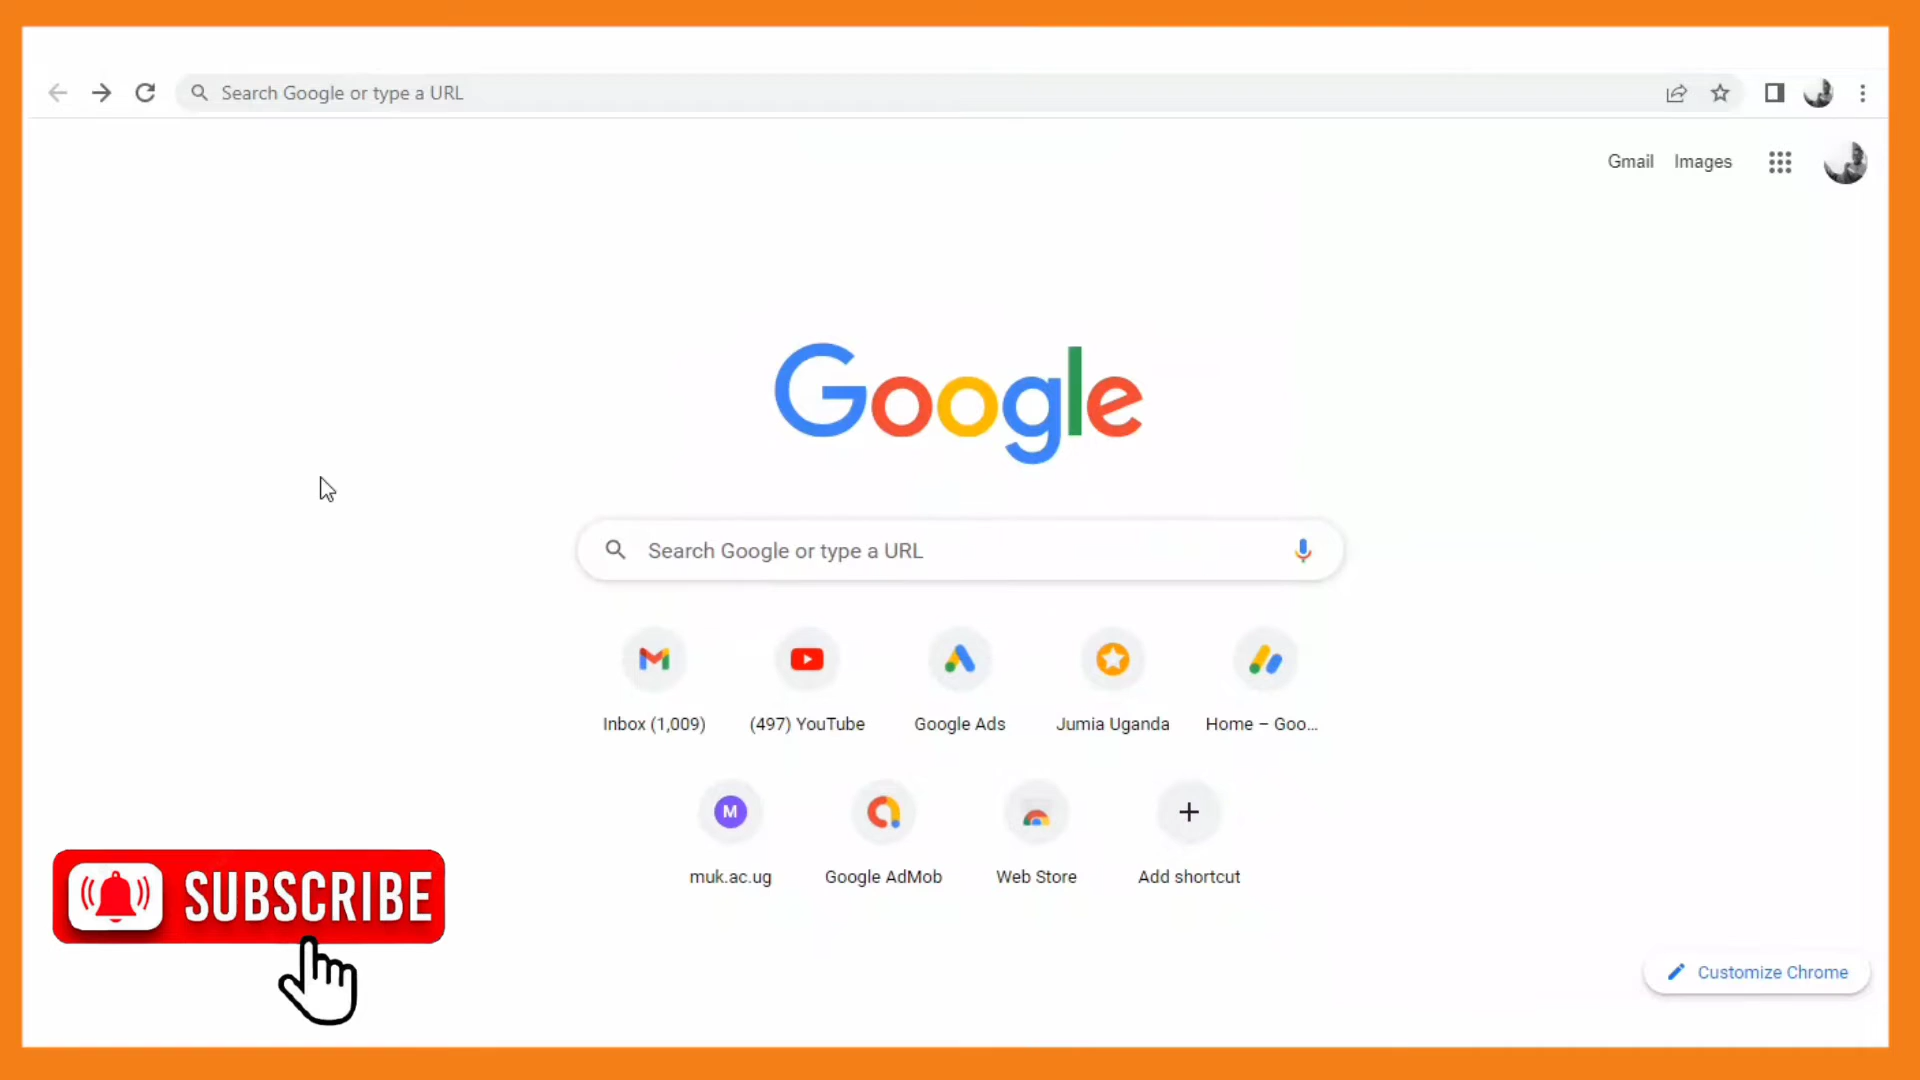 Search Google or type a URL
Gmail Images
Google
Search Google or type a URL
Inbox (1,009) (497) YouTube Google Ads Jumia Uganda Home – Goo...
M
muk.ac.ug Google AdMob Web Store Add shortcut
SUBSCRIBE
Customize Chrome